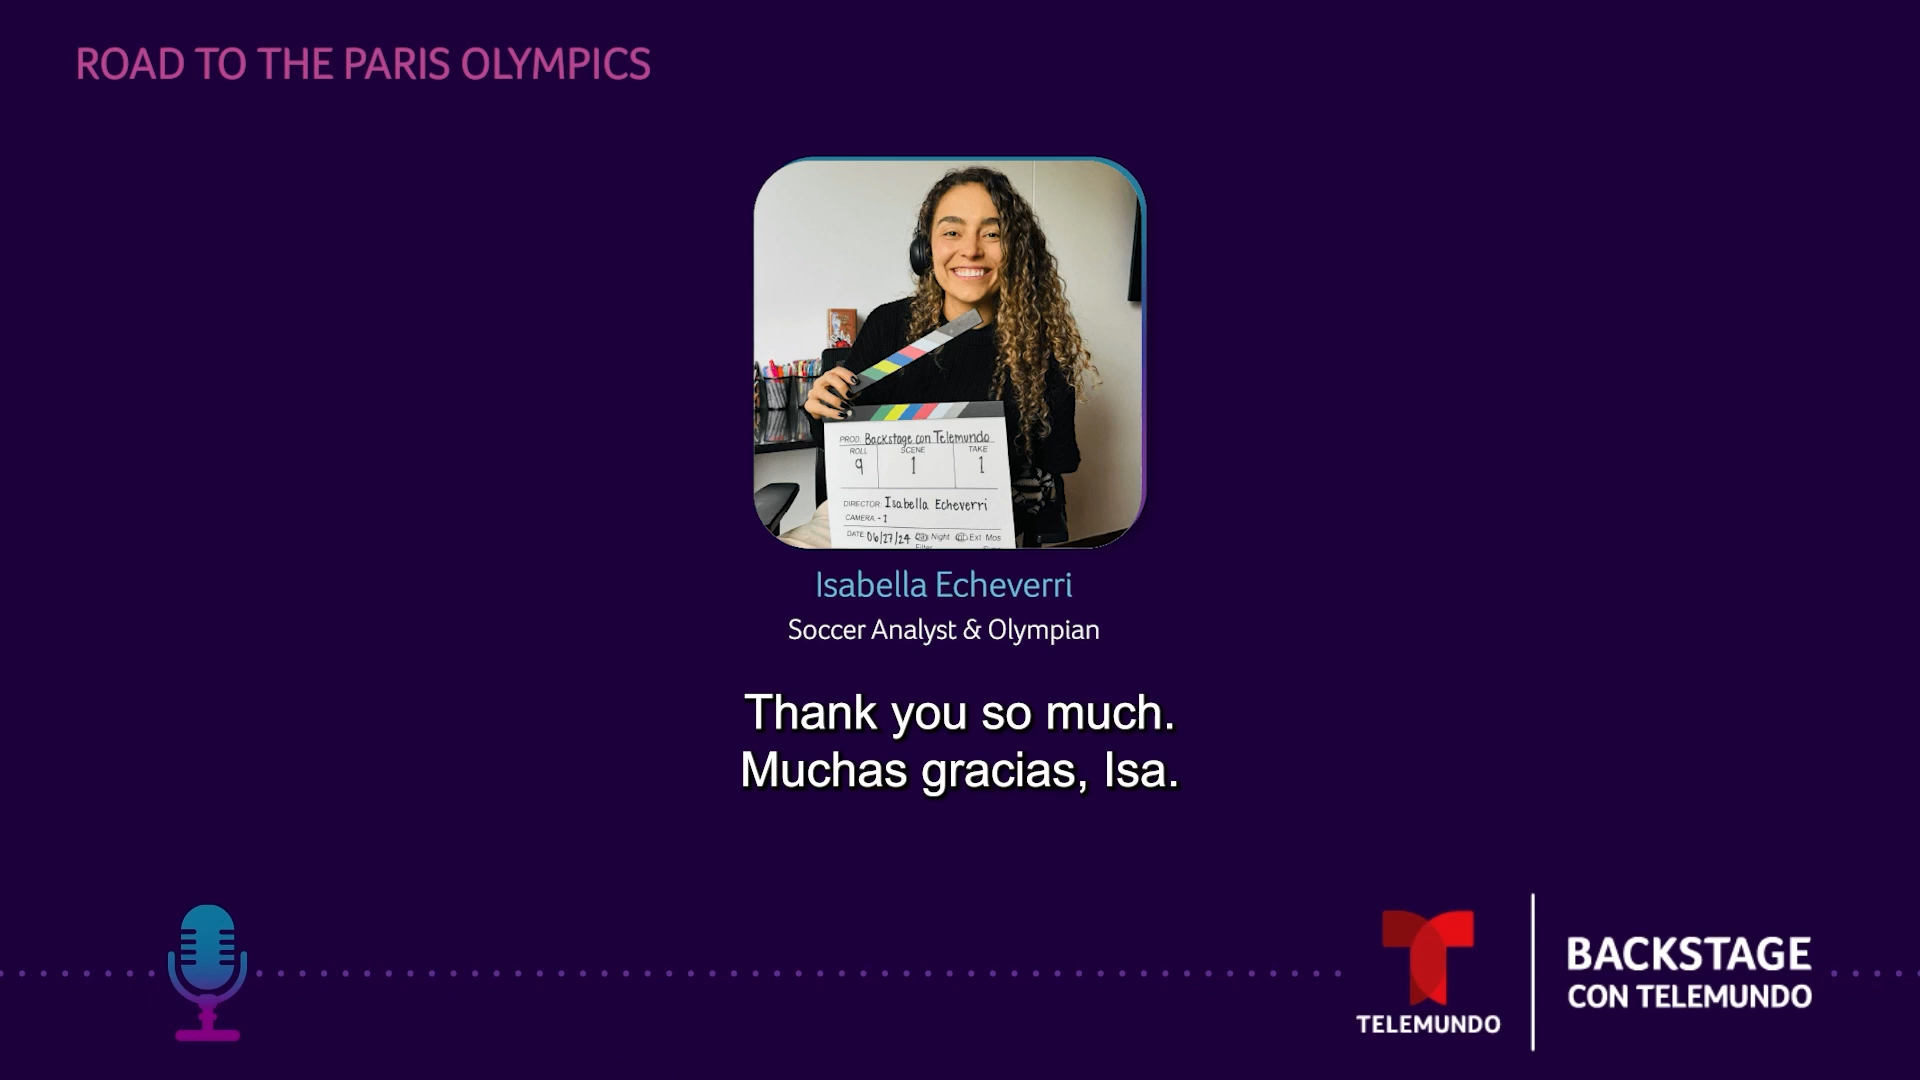 ROAD TO THE PARIS OLYMPICS
PROD. Backstage con Telemundo
ROLL SCENE TAKE
9 1 1
DIRECTOR: Isabella Echeverri
CAMERA: - 1
DATE: 06/27/24 Day Night Int Ext Mos
Isabella Echeverri
Soccer Analyst & Olympian
Thank you so much.
Muchas gracias, Isa.
TELEMUNDO
BACKSTAGE
CON TELEMUNDO